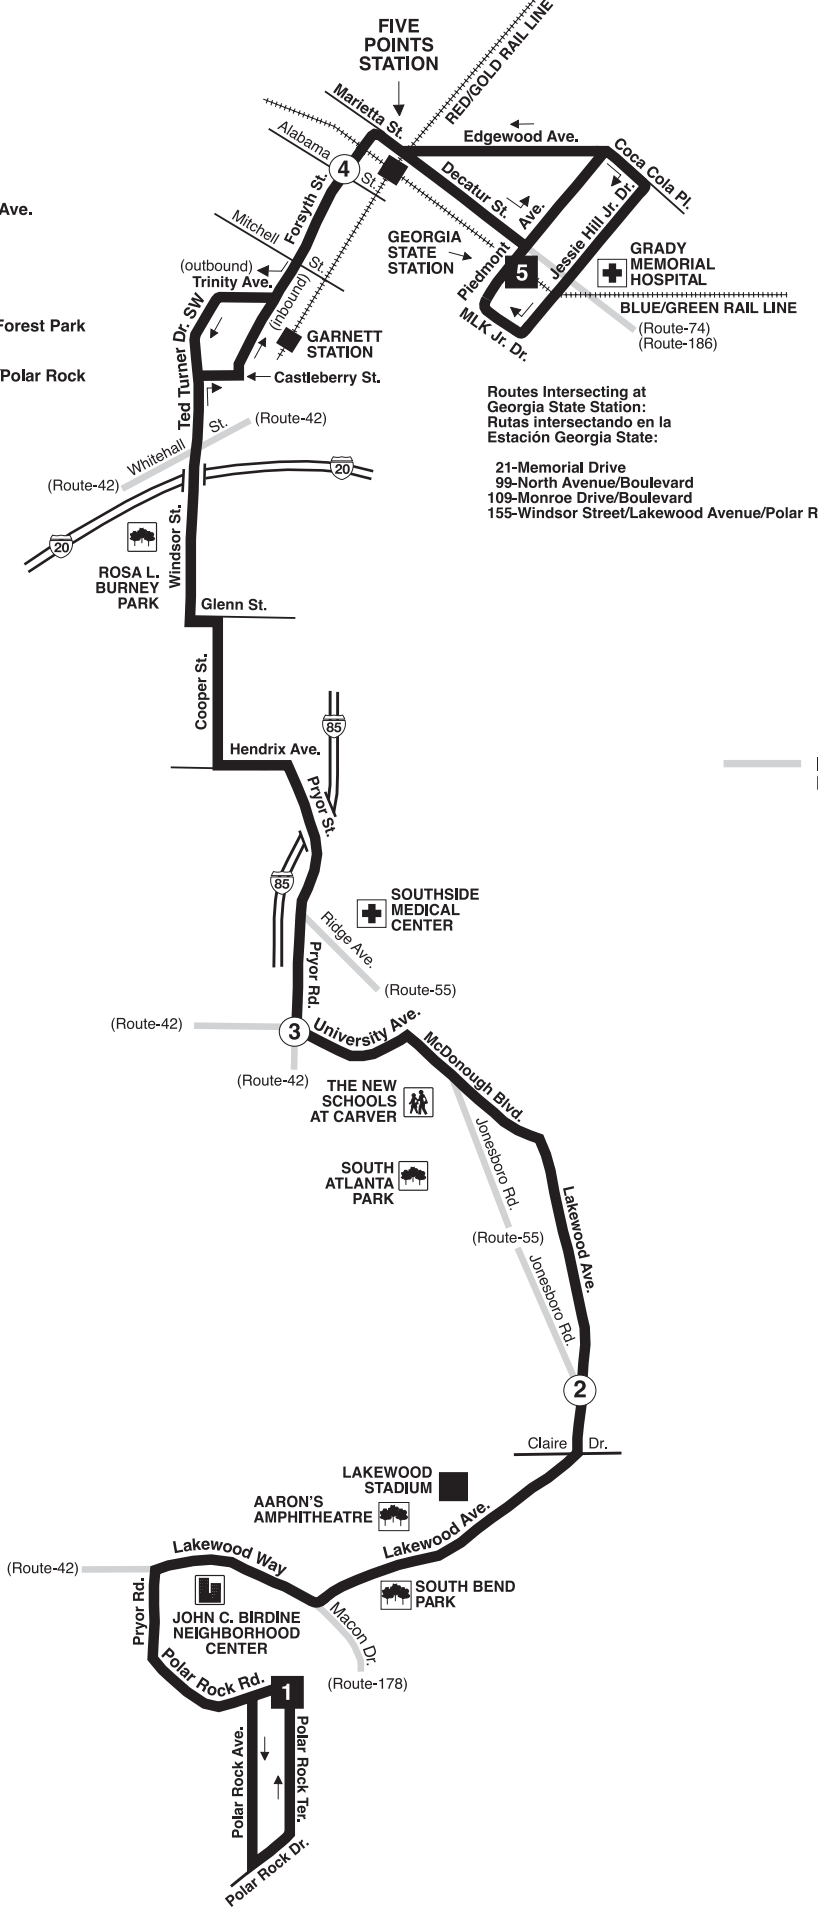 FIVE
POINTS
STATION
RED/GOLD RAIL LINE
Marietta St.
Edgewood Ave.
Alabama
St.
4
Coca Cola Pl.
Decatur St.
Ave.
Forsyth St.
Jessie Hill Jr. Dr.
Ave.
Mitchell
St.
GEORGIA
STATE
STATION
Piedmont
5
GRADY
MEMORIAL
HOSPITAL
(outbound)
Trinity Ave.
(inbound)
BLUE/GREEN RAIL LINE
MLK Jr. Dr.
(Route-74)
(Route-186)
Forest Park
Ted Turner Dr. SW
GARNETT
STATION
/Polar Rock
Castleberry St.
Routes Intersecting at
Georgia State Station:
Rutas intersectando en la
Estación Georgia State:
21-Memorial Drive
99-North Avenue/Boulevard
109-Monroe Drive/Boulevard
155-Windsor Street/Lakewood Avenue/Polar R
(Route-42)
Whitehall
St.
(Route-42)
20
20
Windsor St.
ROSA L.
BURNEY
PARK
Glenn St.
Cooper St.
85
Hendrix Ave.
Pryor St.
85
SOUTHSIDE
MEDICAL
CENTER
Ridge Ave.
Pryor Rd.
(Route-55)
(Route-42)
3
University Ave.
McDonough Blvd.
(Route-42)
THE NEW
SCHOOLS
AT CARVER
Jonesboro Rd.
SOUTH
ATLANTA
PARK
Lakewood Ave.
(Route-55)
Jonesboro Rd.
2
Claire
Dr.
LAKEWOOD
STADIUM
AARON'S
AMPHITHEATRE
Lakewood Ave.
Lakewood Way
(Route-42)
SOUTH BEND
PARK
Pryor Rd.
JOHN C. BIRDINE
NEIGHBORHOOD
CENTER
Macon Dr.
Polar Rock Rd.
1
(Route-178)
Polar Rock Ave.
Polar Rock Ter.
Polar Rock Dr.